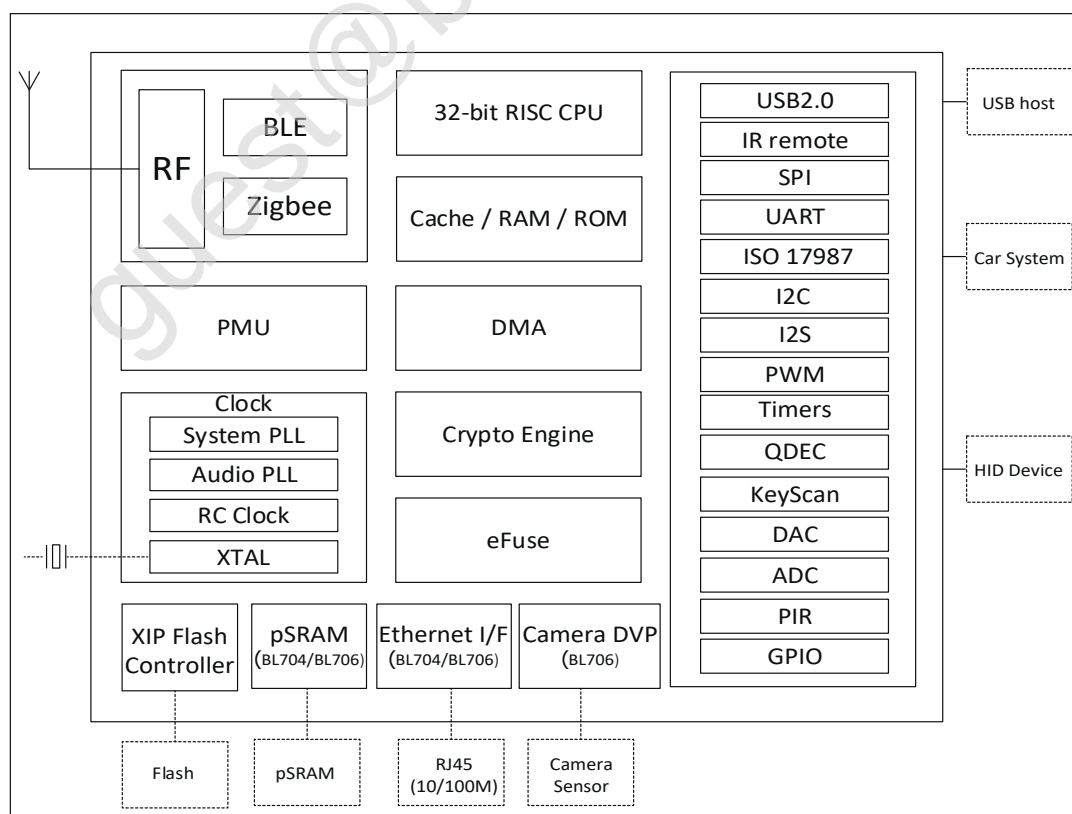 RF
BLE
Zigbee
PMU
Clock
System PLL
Audio PLL
RC Clock
XTAL
32-bit RISC CPU
Cache / RAM / ROM
DMA
Crypto Engine
eFuse
XIP Flash
Controller
pSRAM
(BL704/BL706)
Ethernet I/F
(BL704/BL706)
Camera DVP
(BL706)
USB2.0
IR remote
SPI
UART
ISO 17987
I2C
I2S
PWM
Timers
QDEC
KeyScan
DAC
ADC
PIR
GPIO
USB host
Car System
HID Device
Flash
pSRAM
RJ45
(10/100M)
Camera
Sensor
guest@b